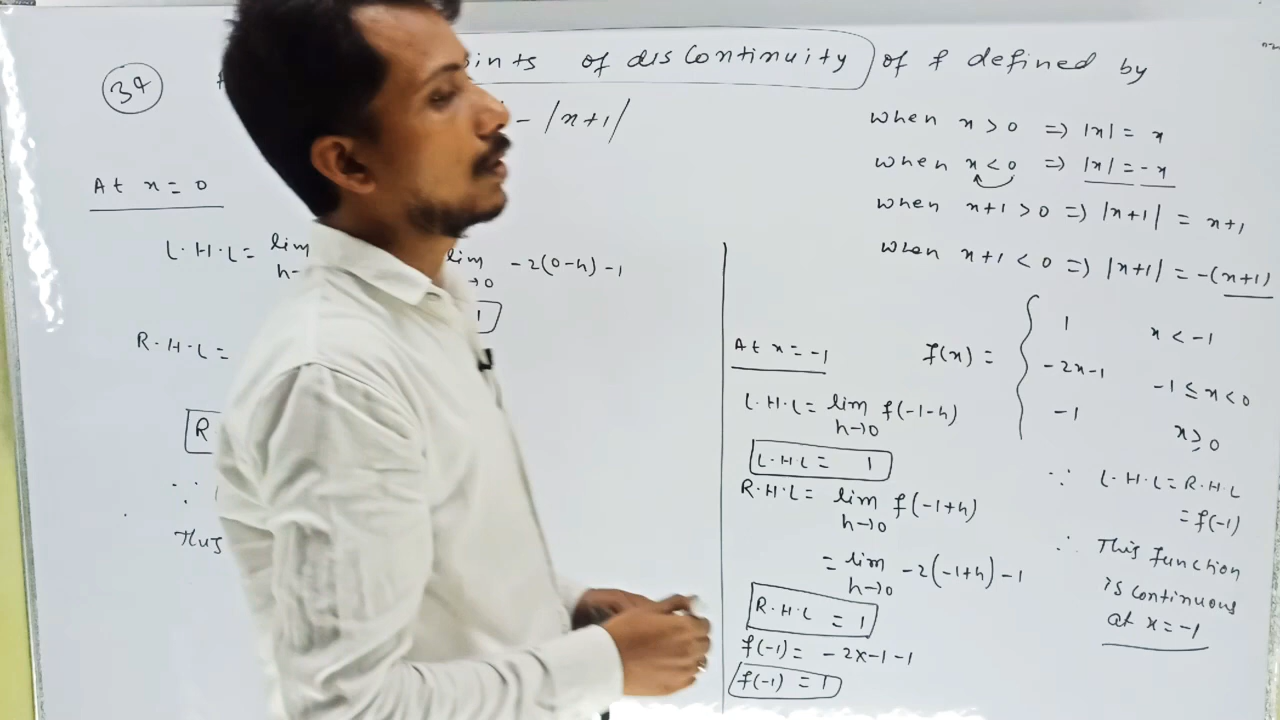 34 of discontinuity of f defined by
- |x+1|
when x > 0 => |x| = x
when x < 0 => |x| = -x
when x+1 > 0 => |x+1| = x+1
when x+1 < 0 => |x+1| = -(x+1)
At x = 0
L.H.L = lim lim -2(0-h)-1
→0
R.H.L =
R
∵
Thus
At x = -1
L.H.L = lim f(-1-h)
h→0
L.H.L = 1
R.H.L = lim f(-1+h)
h→0
= lim -2(-1+h)-1
h→0
R.H.L = 1
f(-1) = -2x-1-1
f(-1) = 1
f(x) = {
1 x < -1
-2x-1 -1 ≤ x < 0
-1 x ≥ 0
∵ L.H.L = R.H.L
= f(-1)
∴ This function
is continuous
at x = -1